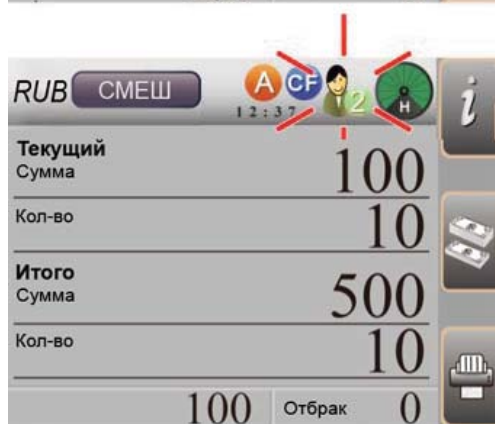 RUB СМЕШ A CF 2 H
12:37
Текущий
Сумма 100
Кол-во 10
Итого
Сумма 500
Кол-во 10
100 Отбрак 0
i